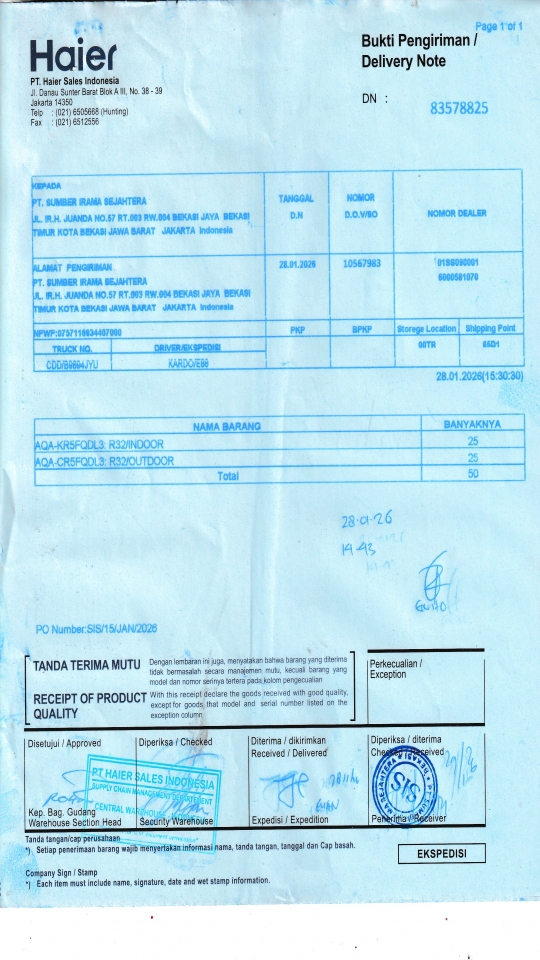 Page 1 of 1
Haier
Bukti Pengiriman /
Delivery Note
PT. Haier Sales Indonesia
Jl. Danau Sunter Barat Blok A III, No. 38 - 39
Jakarta 14350
Telp : (021) 6505668 (Hunting)
Fax : (021) 6512556
DN : 83578825
KEPADA
PT. SUMBER IRAMA SEJAHTERA
JL. IR.H. JUANDA NO.57 RT.003 RW.004 BEKASI JAYA BEKASI
TIMUR KOTA BEKASI JAWA BARAT JAKARTA Indonesia
TANGGAL
D.N
NOMOR
D.O.V/SO
NOMOR DEALER
ALAMAT PENGIRIMAN
PT. SUMBER IRAMA SEJAHTERA
JL. IR.H. JUANDA NO.57 RT.003 RW.004 BEKASI JAYA BEKASI
TIMUR KOTA BEKASI JAWA BARAT JAKARTA Indonesia
28.01.2026
10567983
6000581070
PKP
BPKP
Storege Location
Shipping Point
TRUCK NO.
DRIVER/EKSPEDISI
00TR
65D1
28.01.2026(15:30:30)
NAMA BARANG
BANYAKNYA
AQA-KR5FQDL3: R32/INDOOR
25
AQA-CR5FQDL3: R32/OUTDOOR
25
Total
50
28-01-26
14-43
PO Number:SIS/15/JAN/2026
TANDA TERIMA MUTU
Dengan lembaran ini juga, menyatakan bahwa barang yang diterima
tidak bermasalah secara manajemen mutu, kecuali barang yang
model dan nomor serinya tertera pada kolom pengecualian
RECEIPT OF PRODUCT
QUALITY
With this receipt declare the goods received with good quality,
except for goods that model and serial number listed on the
exception column
Perkecualian /
Exception
Disetujui / Approved
Diperiksa / Checked
Diterima / dikirimkan
Received / Delivered
Diperiksa / diterima
Checked / Received
PT HAIER SALES INDONESIA
SUPPLY CHAIN MANAGEMENT DEPARTEMENT
CENTRAL WAREHOUSE
SIS
Kep. Bag. Gudang
Warehouse Section Head
Security Warehouse
Expedisi / Expedition
Penerima / Receiver
Tanda tangan/cap perusahaan
*) Setiap penerimaan barang wajib menyertakan informasi nama, tanda tangan, tanggal dan Cap basah.
EKSPEDISI
Company Sign / Stamp
*) Each item must include name, signature, date and wet stamp information.